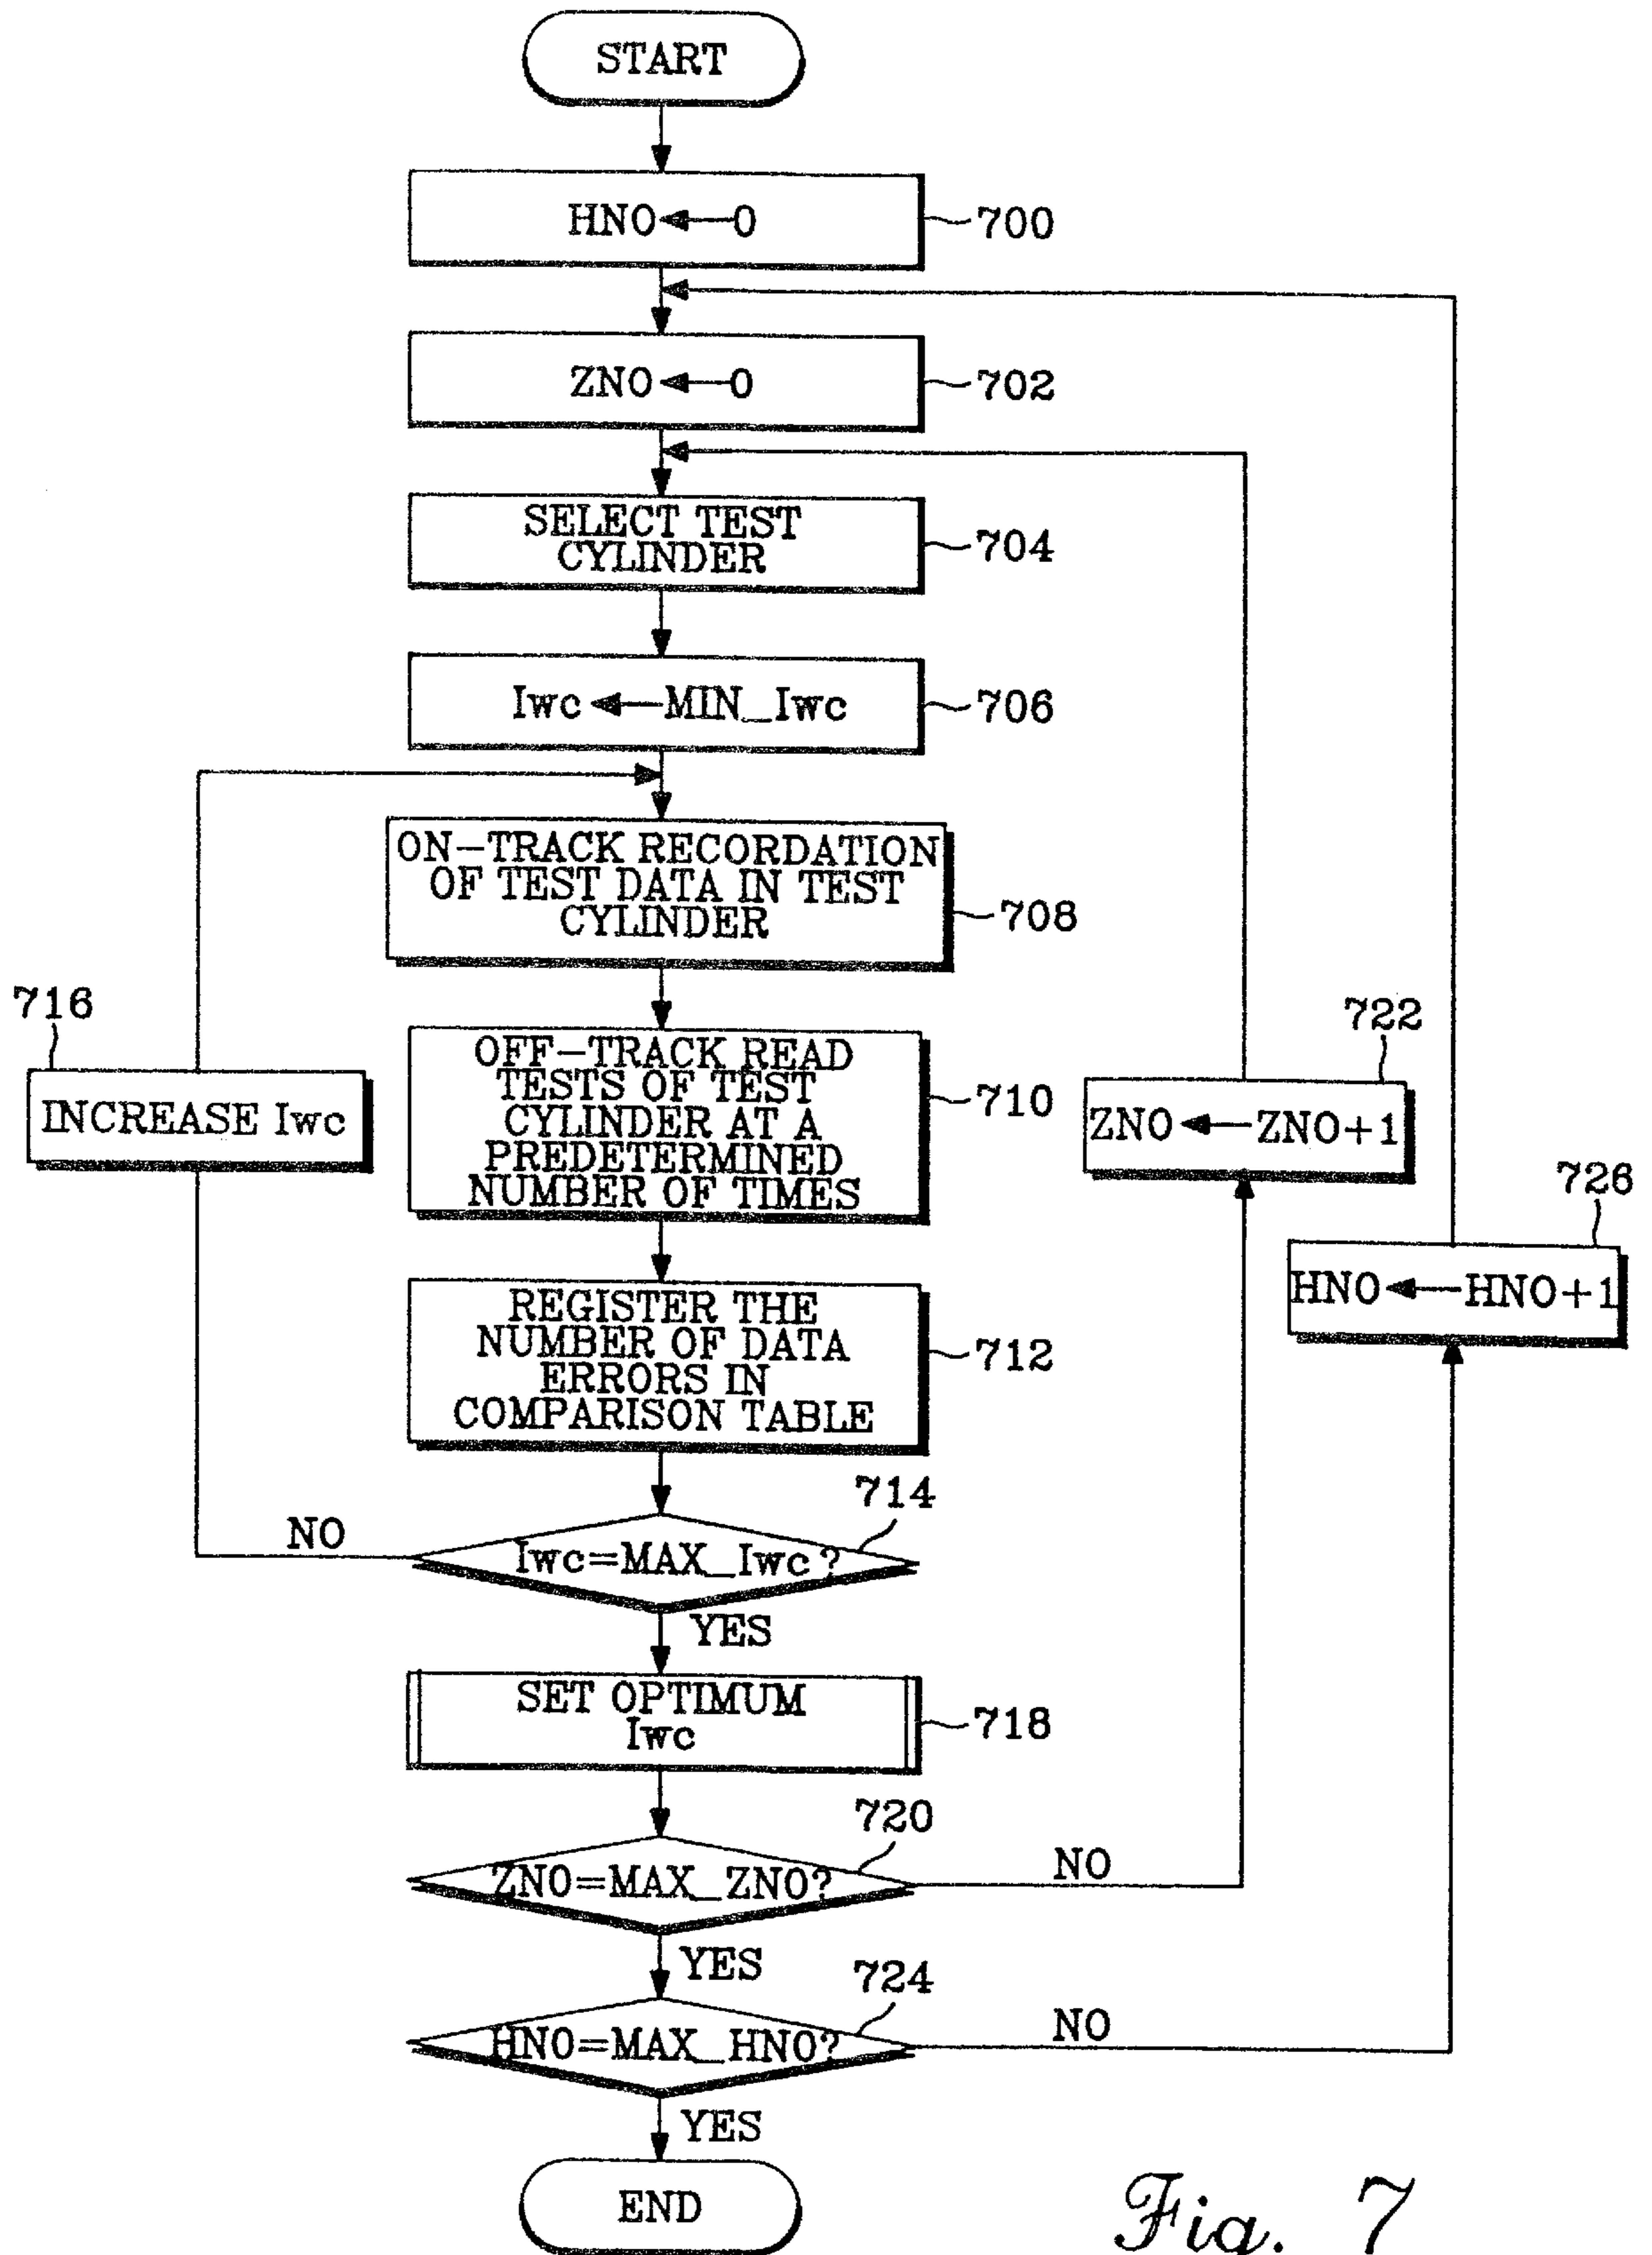 START
HNO←0
700
ZNO←0
702
SELECT TEST
CYLINDER
704
Iwc←MIN_Iwc
706
ON-TRACK RECORDATION
OF TEST DATA IN TEST
CYLINDER
708
716
INCREASE Iwc
OFF-TRACK READ
TESTS OF TEST
CYLINDER AT A
PREDETERMINED
NUMBER OF TIMES
710
722
ZNO←ZNO+1
726
HNO←HNO+1
REGISTER THE
NUMBER OF DATA
ERRORS IN
COMPARISON TABLE
712
714
NO
Iwc=MAX_Iwc?
YES
SET OPTIMUM
Iwc
718
720
ZNO=MAX_ZNO?
NO
YES
724
HNO=MAX_HNO?
NO
YES
END
Fig. 7